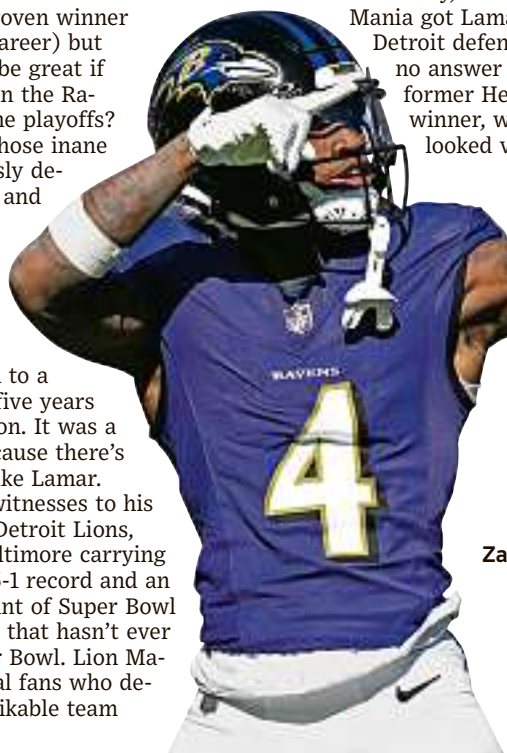 oven winner
areer) but
be great if
n the Ra-
ne playoffs?
hose inane
sly de-
and
to a
five years
on. It was a
cause there's
ke Lamar.
witnesses to his
Detroit Lions,
ltimore carrying
-1 record and an
nt of Super Bowl
that hasn't ever
r Bowl. Lion Ma-
al fans who de-
ikable team
Mania got Lama
Detroit defen
no answer
former He
winner, w
looked v
RAVENS
4
Za